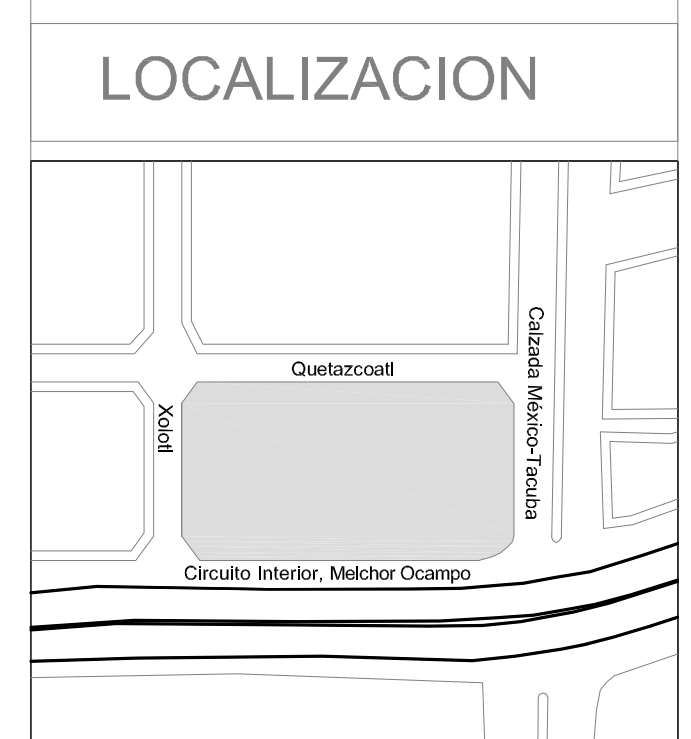 LOCALIZACION
Quetazcoatl
Xolotl
Calzada México-Tacuba
Circuito Interior, Melchor Ocampo